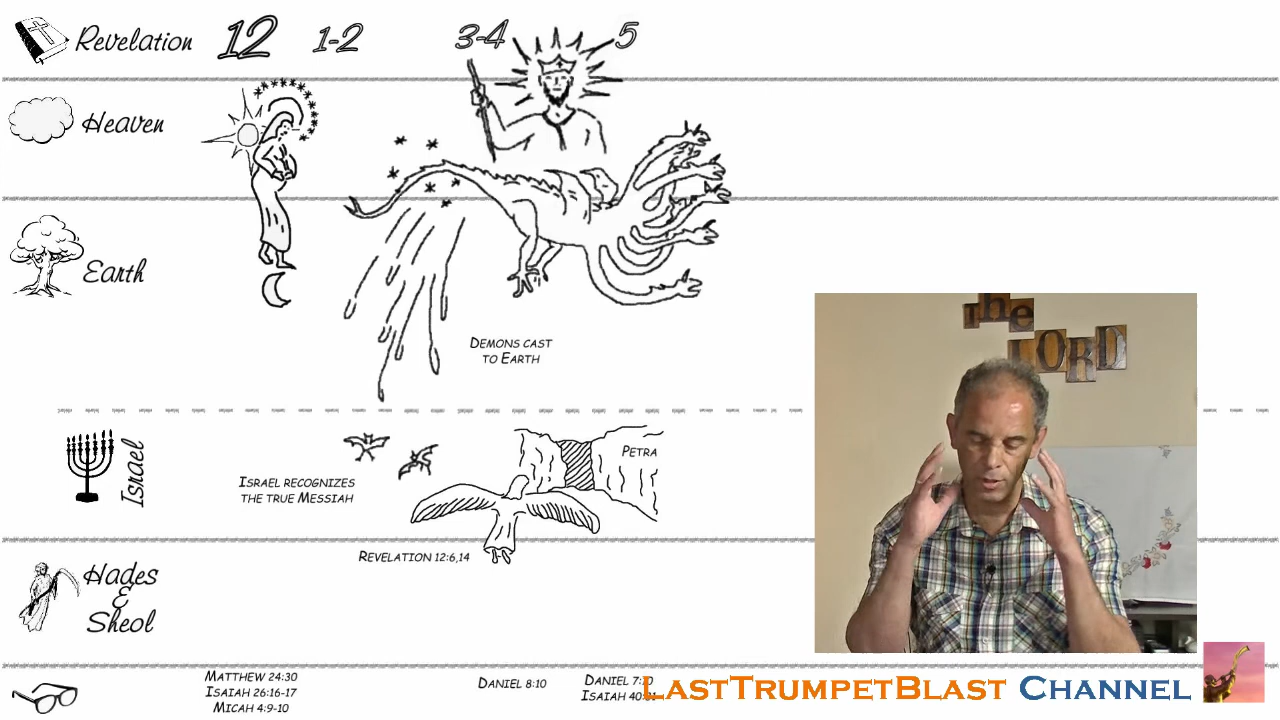 Revelation 12 1-2 3-4 5
Heaven
Earth
DEMONS CAST
TO EARTH
Israel
ISRAEL RECOGNIZES
THE TRUE MESSIAH
PETRA
REVELATION 12:6,14
Hades
&
Sheol
MATTHEW 24:30
ISAIAH 26:16-17
MICAH 4:9-10
DANIEL 8:10
DANIEL
ISAIAH
LASTTRUMPETBLAST CHANNEL
The
LORD